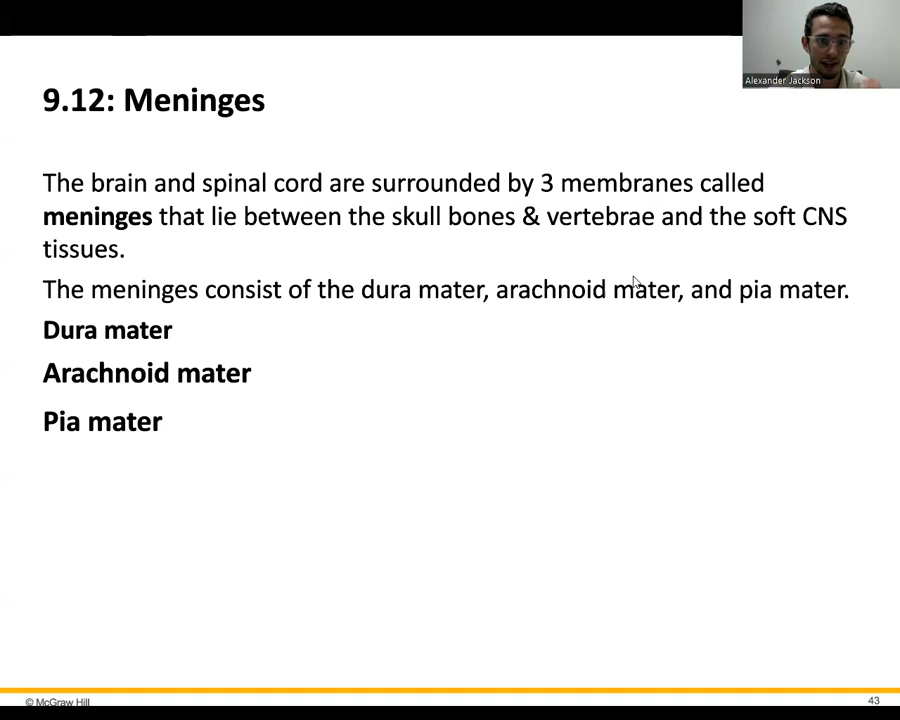 Alexander Jackson
9.12: Meninges
The brain and spinal cord are surrounded by 3 membranes called
meninges that lie between the skull bones & vertebrae and the soft CNS
tissues.
The meninges consist of the dura mater, arachnoid mater, and pia mater.
Dura mater
Arachnoid mater
Pia mater
© McGraw Hill
43